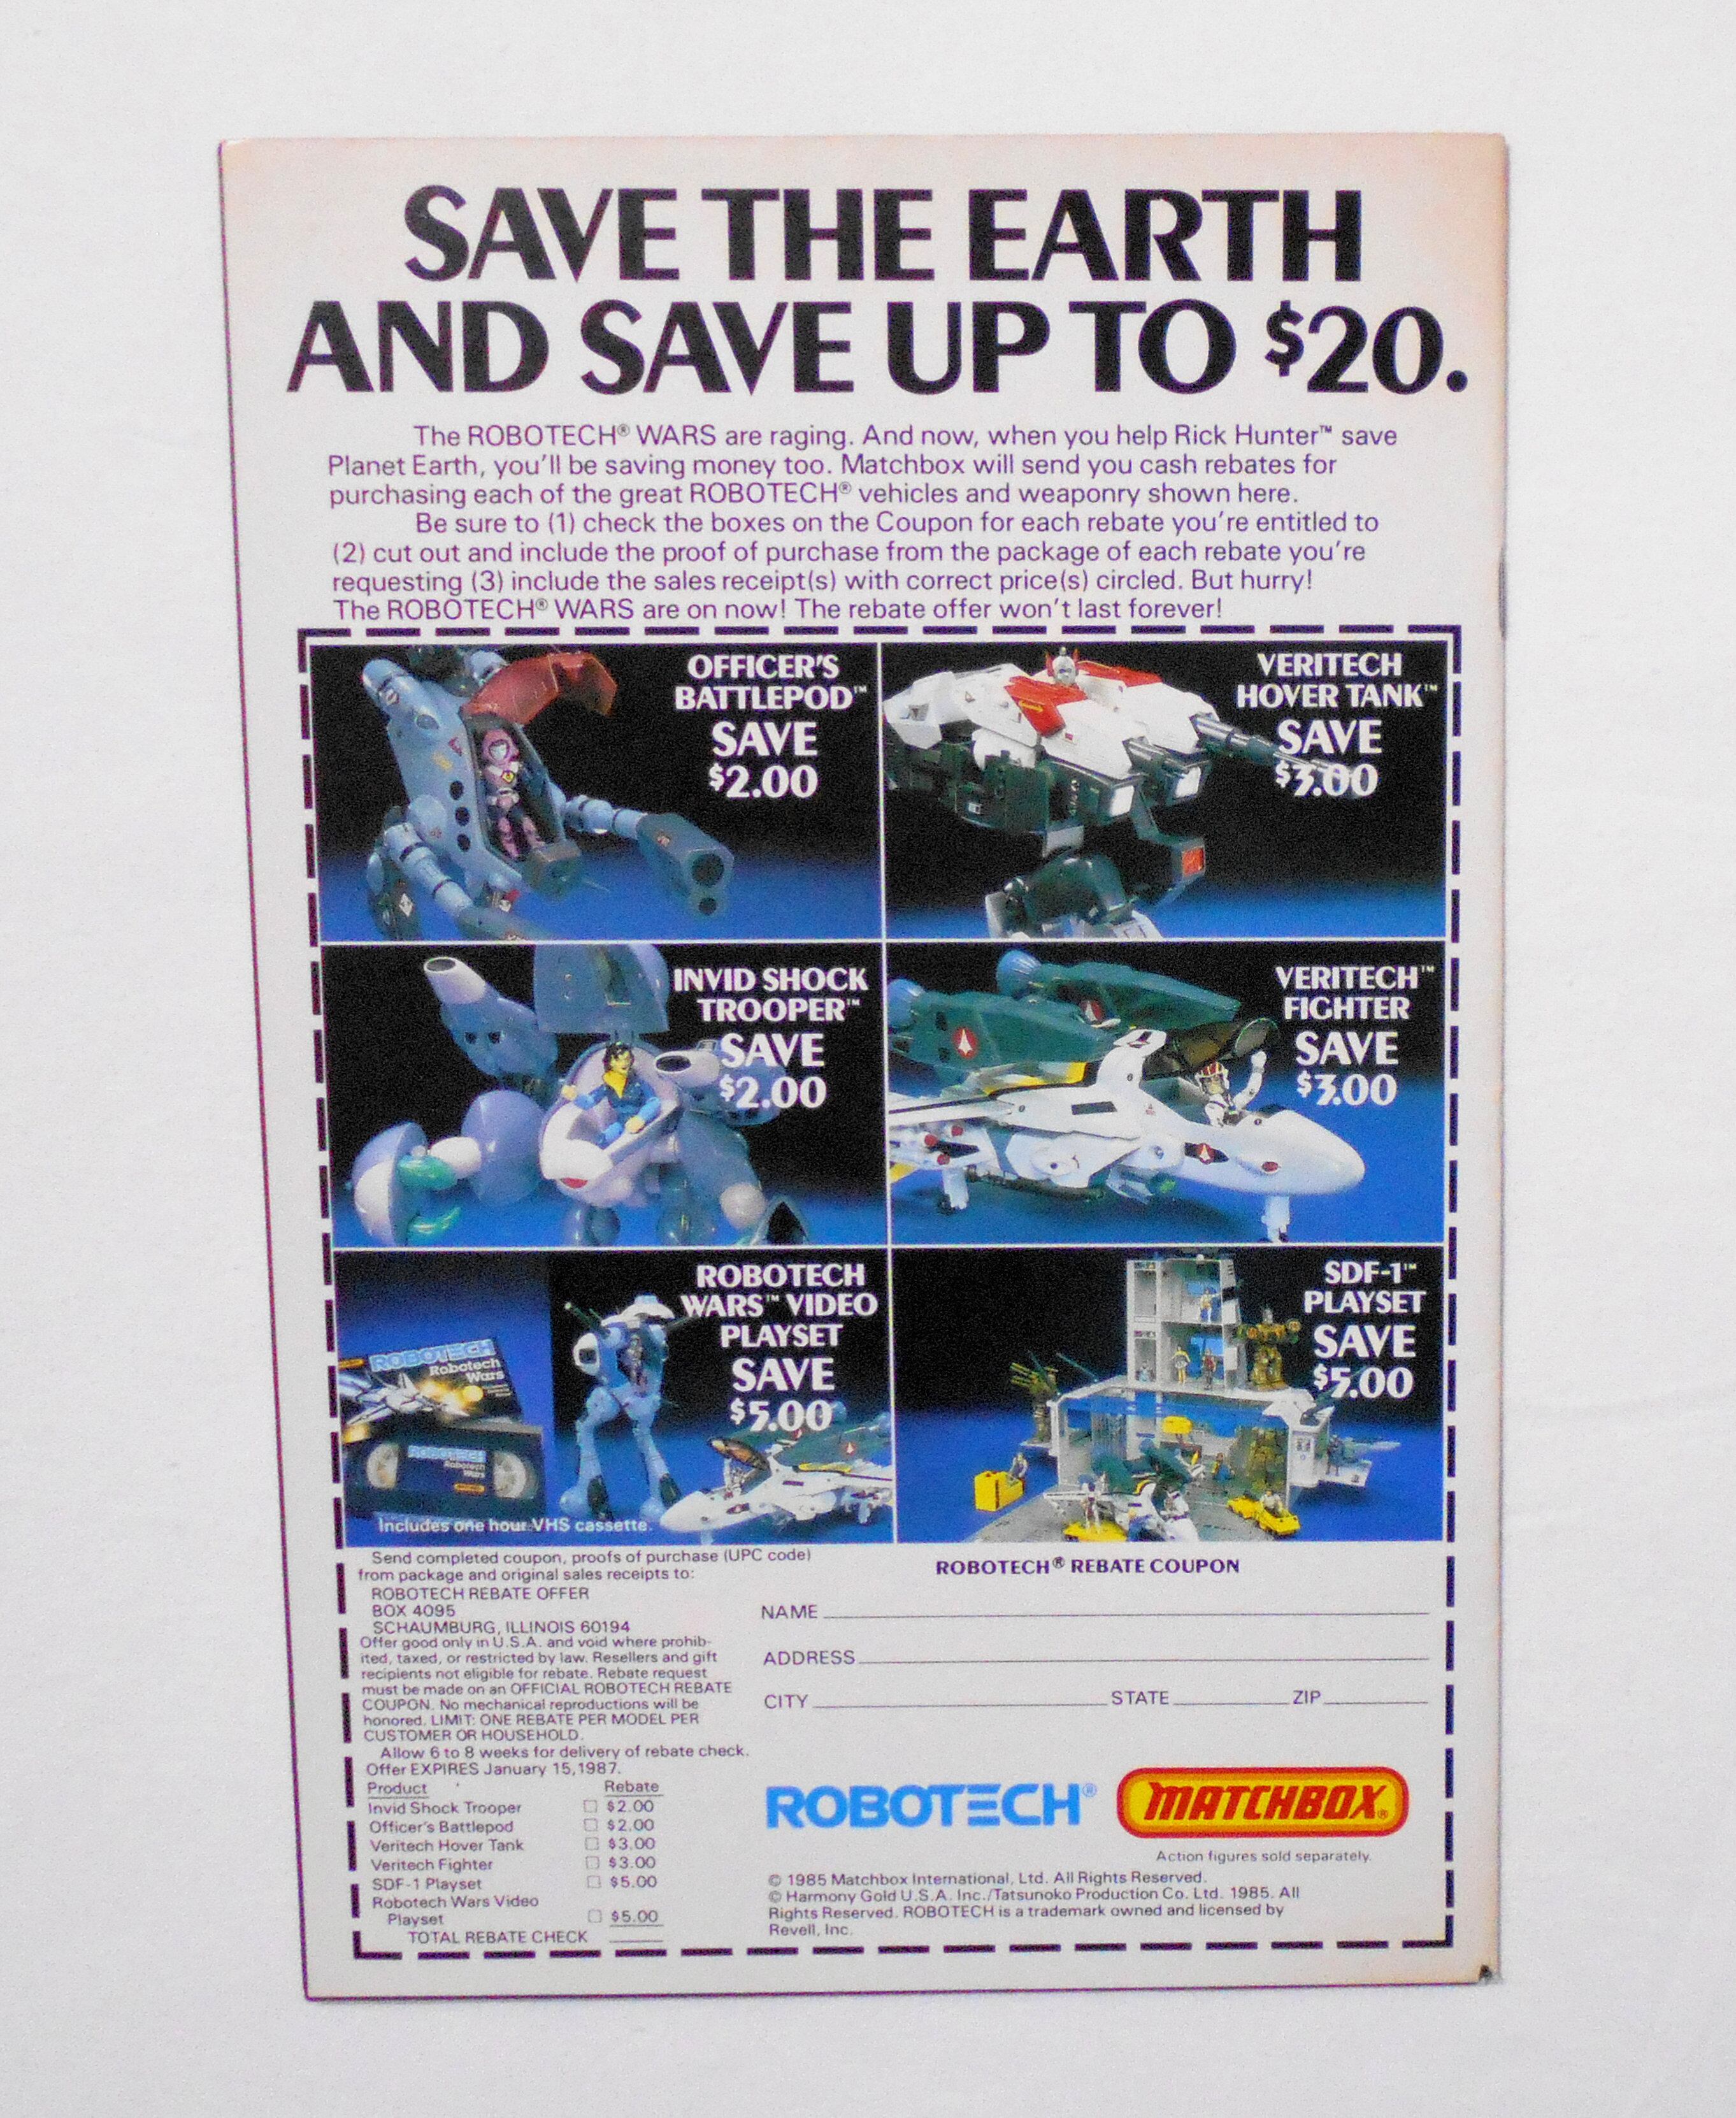 SAVE THE EARTH
AND SAVE UP TO $20.
The ROBOTECH® WARS are raging. And now, when you help Rick Hunter™ save
Planet Earth, you'll be saving money too. Matchbox will send you cash rebates for
purchasing each of the great ROBOTECH® vehicles and weaponry shown here.
Be sure to (1) check the boxes on the Coupon for each rebate you're entitled to
(2) cut out and include the proof of purchase from the package of each rebate you're
requesting (3) include the sales receipt(s) with correct price(s) circled. But hurry!
The ROBOTECH® WARS are on now! The rebate offer won't last forever!
OFFICER'S
BATTLEPOD™
SAVE
$2.00
VERITECH
HOVER TANK™
SAVE
$3.00
INVID SHOCK
TROOPER™
SAVE
$2.00
VERITECH™
FIGHTER
SAVE
$3.00
ROBOTECH
WARS™ VIDEO
PLAYSET
SAVE
$5.00
ROBOTECH
Robotech
Wars
ROBOTECH
Robotech
Wars
Includes one hour VHS cassette.
SDF-1™
PLAYSET
SAVE
$5.00
Send completed coupon, proofs of purchase (UPC code)
from package and original sales receipts to:
ROBOTECH REBATE OFFER
BOX 4095
SCHAUMBURG, ILLINOIS 60194
Offer good only in U.S.A. and void where prohib-
ited, taxed, or restricted by law. Resellers and gift
recipients not eligible for rebate. Rebate request
must be made on an OFFICIAL ROBOTECH REBATE
COUPON. No mechanical reproductions will be
honored. LIMIT: ONE REBATE PER MODEL PER
CUSTOMER OR HOUSEHOLD.
Allow 6 to 8 weeks for delivery of rebate check.
Offer EXPIRES January 15, 1987.
Product Rebate
Invid Shock Trooper $2.00
Officer's Battlepod $2.00
Veritech Hover Tank $3.00
Veritech Fighter $3.00
SDF-1 Playset $5.00
Robotech Wars Video
Playset $5.00
TOTAL REBATE CHECK
ROBOTECH® REBATE COUPON
NAME
ADDRESS
CITY STATE ZIP
ROBOTECH® MATCHBOX®
Action figures sold separately.
© 1985 Matchbox International, Ltd. All Rights Reserved.
© Harmony Gold U.S.A. Inc./Tatsunoko Production Co. Ltd. 1985. All
Rights Reserved. ROBOTECH is a trademark owned and licensed by
Revell, Inc.